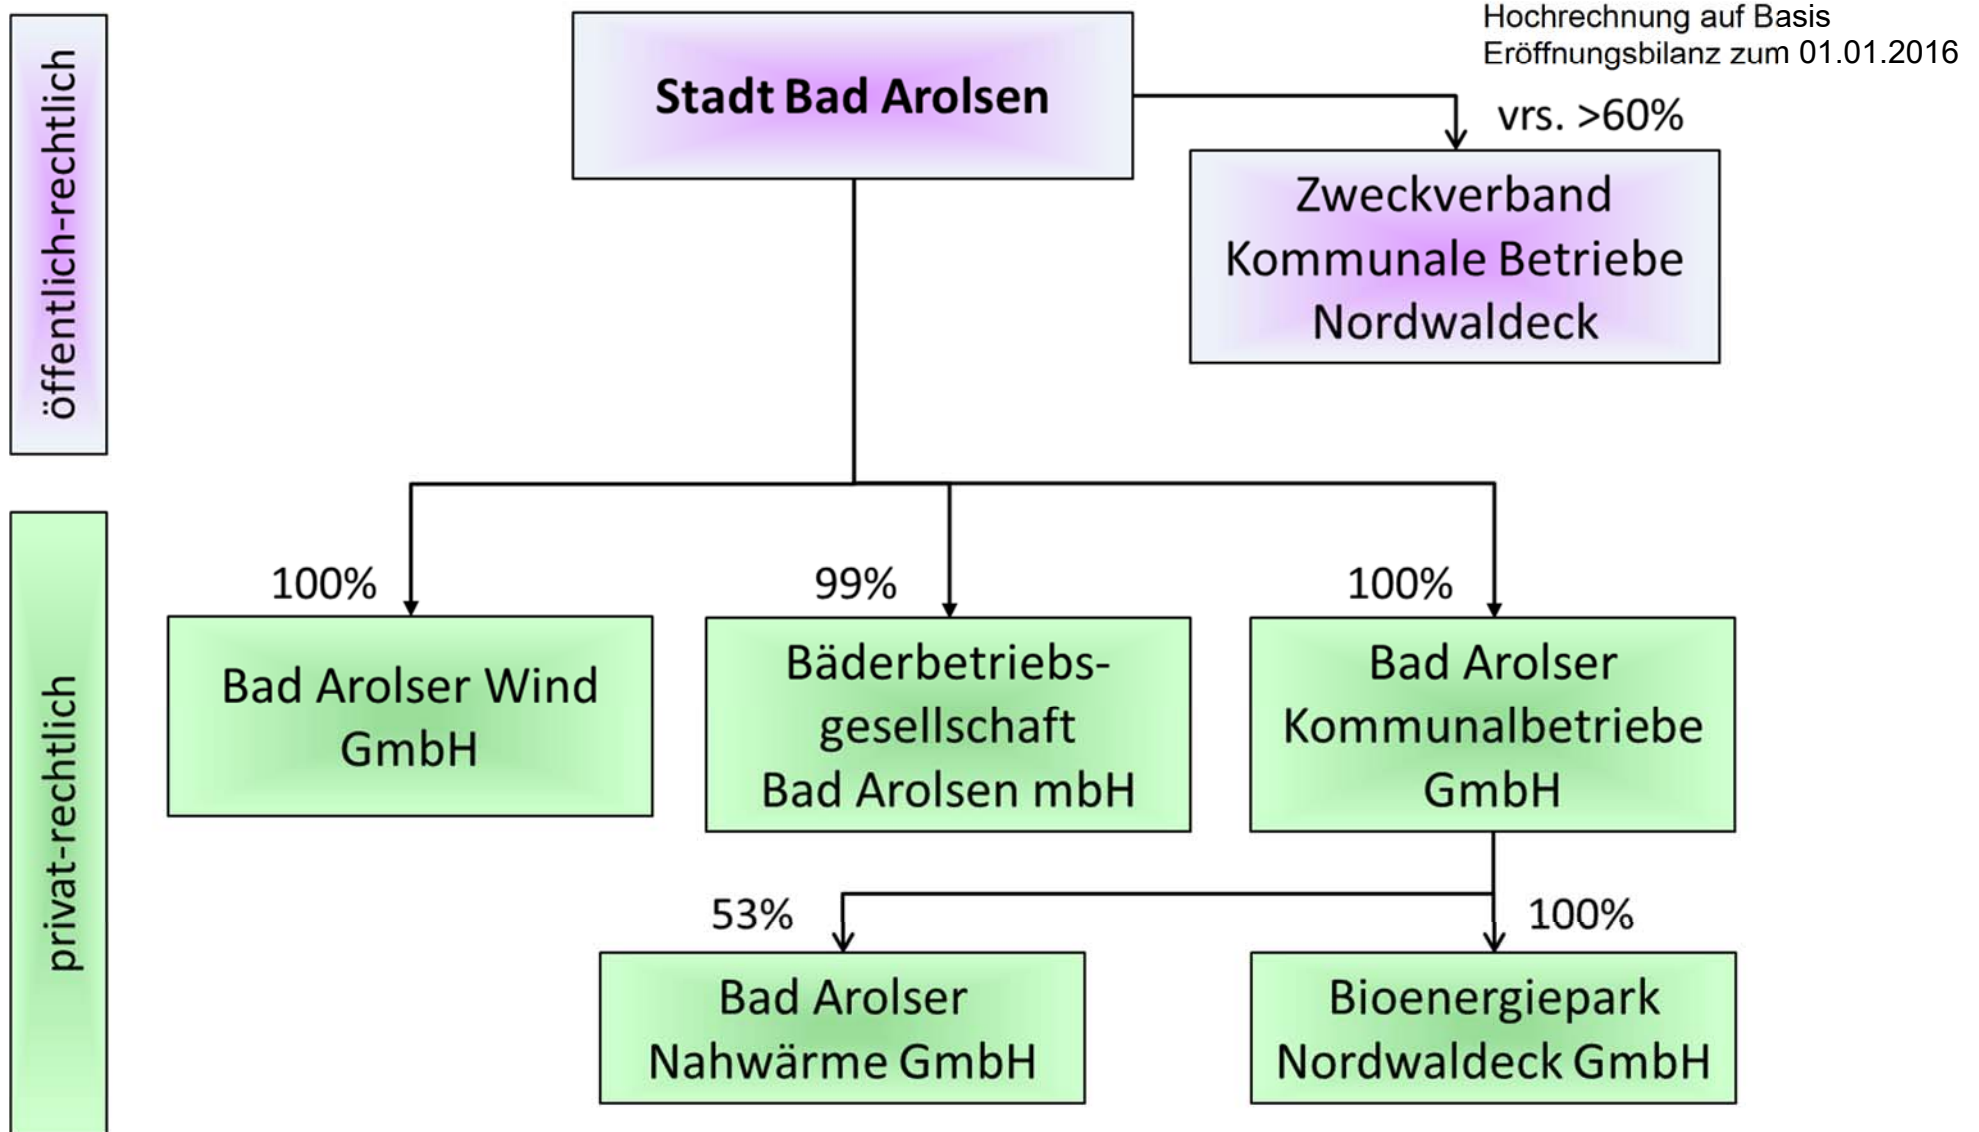 Hochrechnung auf Basis
Eröffnungsbilanz zum 01.01.2016
öffentlich-rechtlich
Stadt Bad Arolsen
vrs. >60%
Zweckverband
Kommunale Betriebe
Nordwaldeck
privat-rechtlich
100%
Bad Arolser Wind
GmbH
99%
Bäderbetriebs-
gesellschaft
Bad Arolsen mbH
100%
Bad Arolser
Kommunalbetriebe
GmbH
53%
Bad Arolser
Nahwärme GmbH
100%
Bioenergiepark
Nordwaldeck GmbH